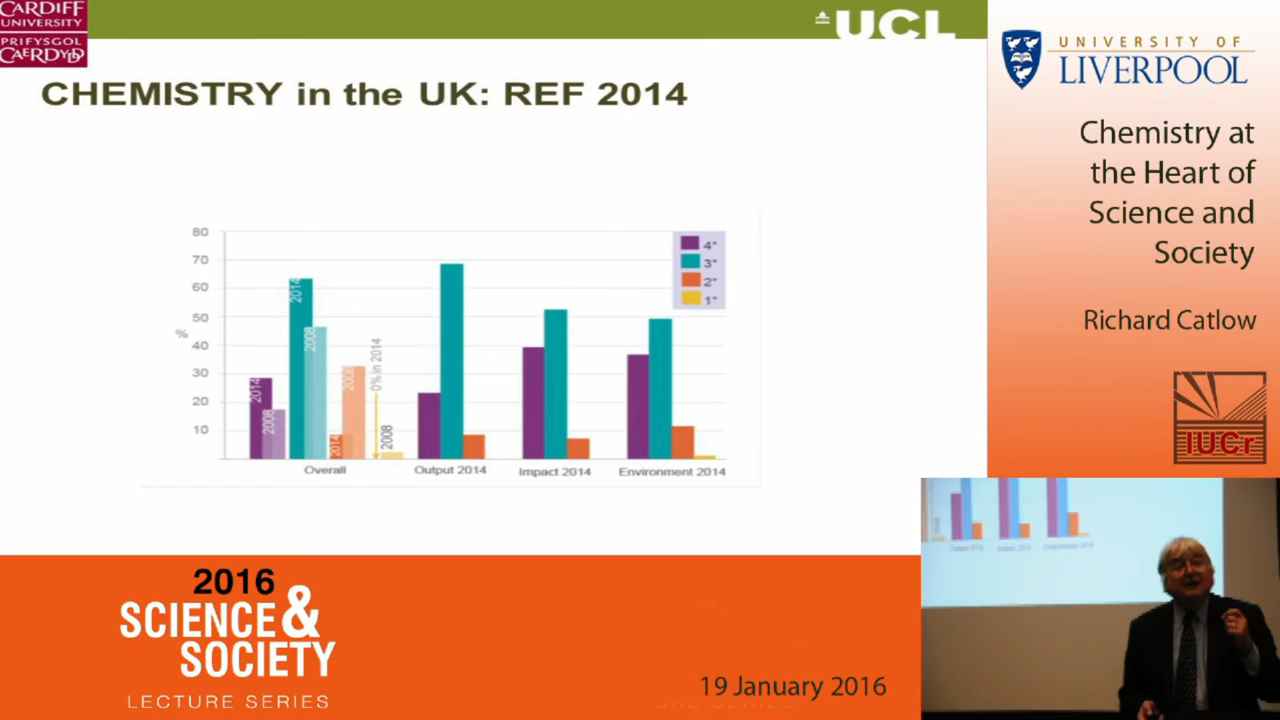 CARDIFF
UNIVERSITY
PRIFYSGOL
CAERDYDD
UCL
CHEMISTRY in the UK: REF 2014
80
70
60
50
40
30
20
10
%
4*
3*
2*
1*
2014
2008
2014
2008
2014
2008
0% in 2014
2008
Overall
Output 2014
Impact 2014
Environment 2014
UNIVERSITY OF
LIVERPOOL
Chemistry at
the Heart of
Science and
Society
Richard Catlow
IUCr
2016
SCIENCE &
SOCIETY
LECTURE SERIES
19 January 2016